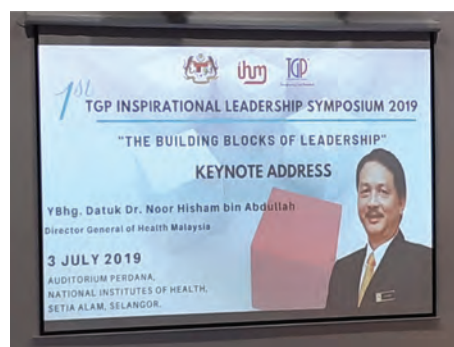 ihm TGP
1ST
TGP INSPIRATIONAL LEADERSHIP SYMPOSIUM 2019
"THE BUILDING BLOCKS OF LEADERSHIP"
KEYNOTE ADDRESS
YBhg. Datuk Dr. Noor Hisham bin Abdullah
Director General of Health Malaysia
3 JULY 2019
AUDITORIUM PERDANA,
NATIONAL INSTITUTES OF HEALTH,
SETIA ALAM, SELANGOR.